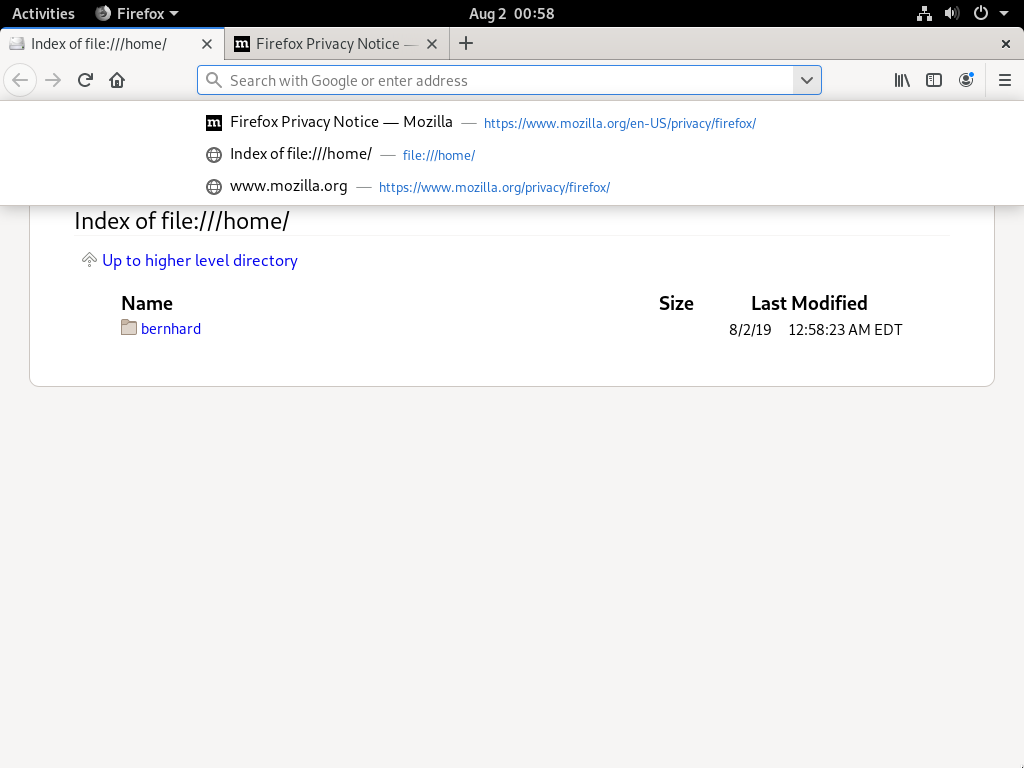 Activities Firefox Aug 2 00:58
Index of file:///home/ Firefox Privacy Notice —
Search with Google or enter address
Firefox Privacy Notice — Mozilla — https://www.mozilla.org/en-US/privacy/firefox/
Index of file:///home/ — file:///home/
www.mozilla.org — https://www.mozilla.org/privacy/firefox/
Index of file:///home/
Up to higher level directory
Name Size Last Modified
bernhard 8/2/19 12:58:23 AM EDT